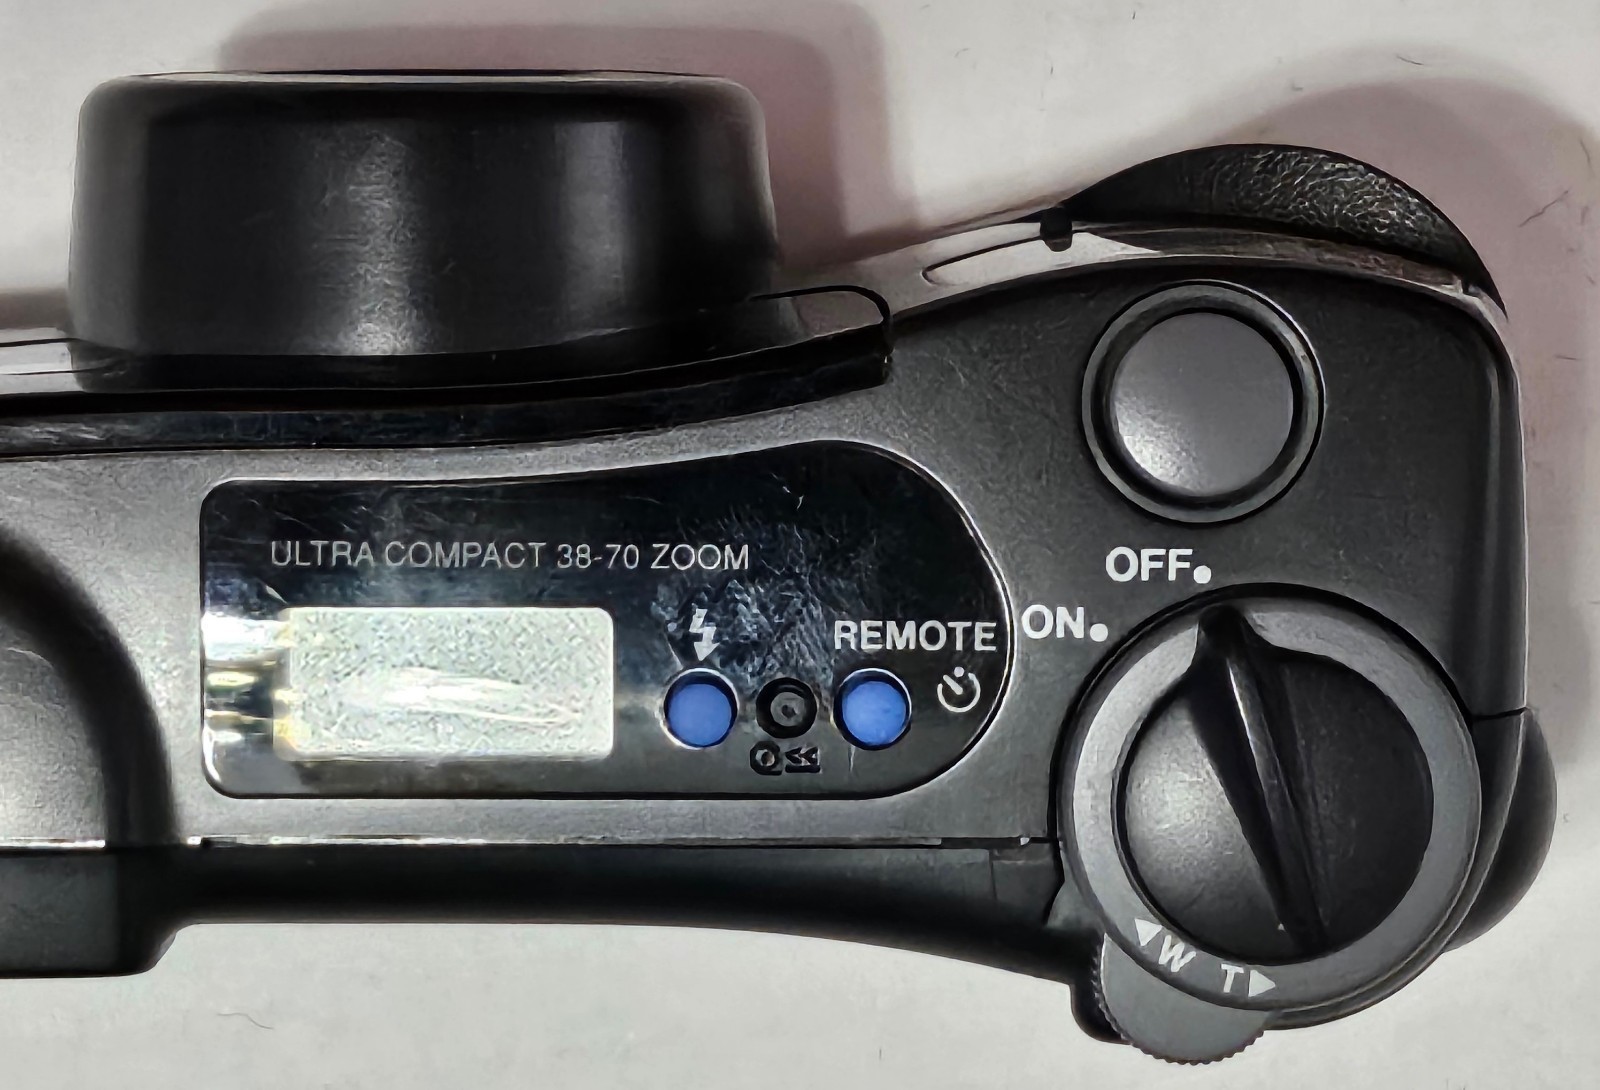 OFF.
ULTRA COMPACT 38-70 ZOOM
ON.
REMOTE
W T